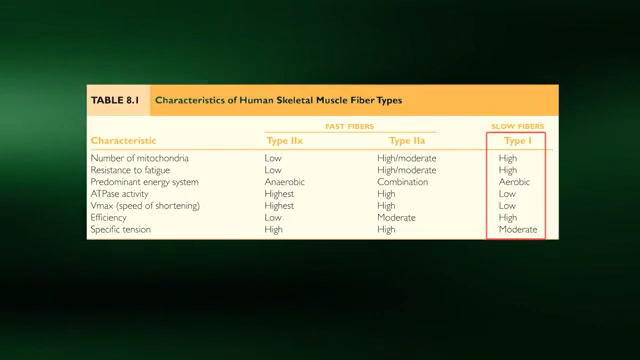 TABLE 8.1 Characteristics of Human Skeletal Muscle Fiber Types
FAST FIBERS SLOW FIBERS
Characteristic Type IIx Type IIa Type I
Number of mitochondria Low High/moderate High
Resistance to fatigue Low High/moderate High
Predominant energy system Anaerobic Combination Aerobic
ATPase activity Highest High Low
Vmax (speed of shortening) Highest High Low
Efficiency Low Moderate High
Specific tension High High Moderate